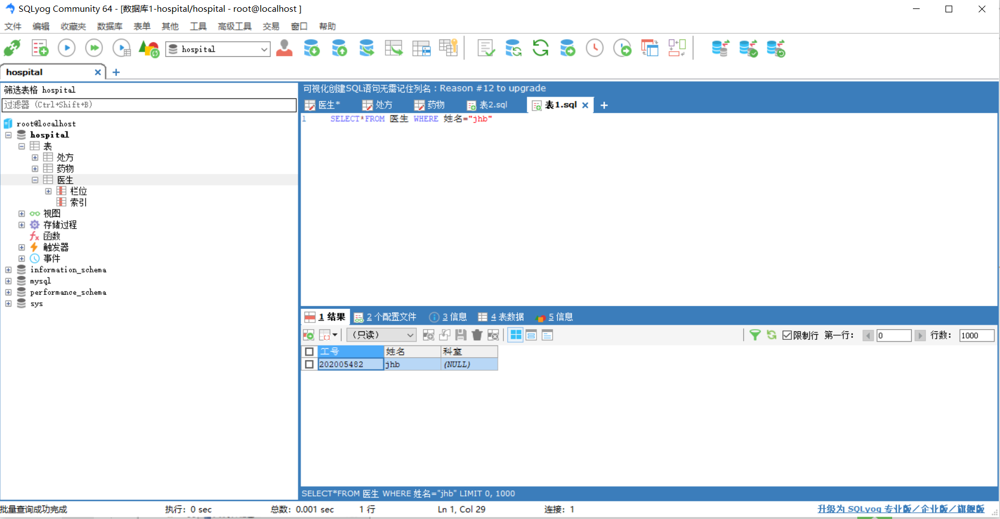 SQLyog Community 64 - [数据库1-hospital/hospital - root@localhost ]
文件 编辑 收藏夹 数据库 表单 其他 工具 高级工具 交易 窗口 帮助
hospital
hospital
筛选表格 hospital
过滤器 (Ctrl+Shift+B)
root@localhost
hospital
表
处方
药物
医生
栏位
索引
视图
存储过程
函数
触发器
事件
information_schema
mysql
performance_schema
sys
可视化创建SQL语句无需记住列名：Reason #12 to upgrade
医生* 处方 药物 表2.sql 表1.sql
1 SELECT*FROM 医生 WHERE 姓名="jhb"
1 结果 2 个配置文件 3 信息 4 表数据 5 信息
（只读） 限制行 第一行： 0 行数： 1000
工号 姓名 科室
202005482 jhb (NULL)
SELECT*FROM 医生 WHERE 姓名="jhb" LIMIT 0, 1000
批量查询成功完成 执行：0 sec 总数：0.001 sec 1 行 Ln 1, Col 29 连接：1 升级为 SQLyog 专业版/企业版/旗舰版